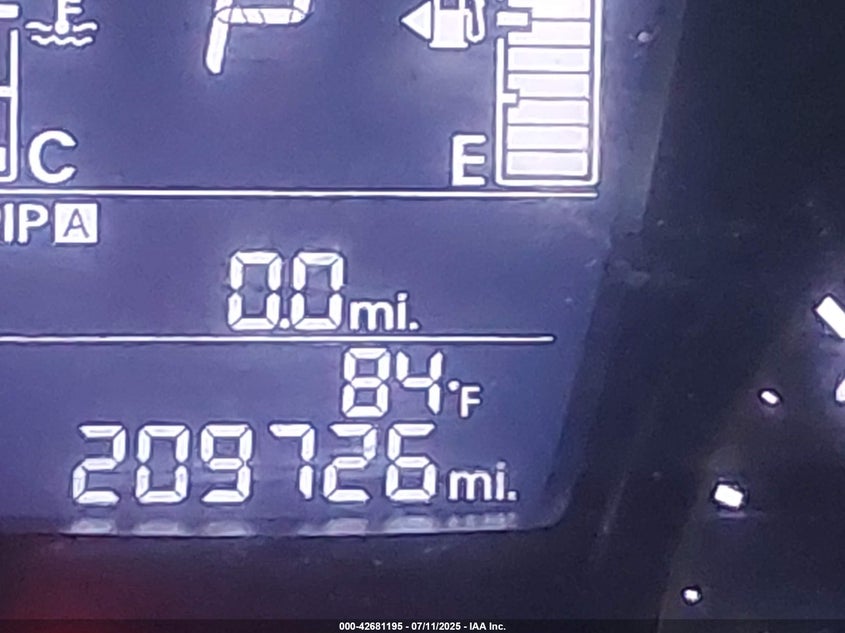 P
C
E
IP A
0.0 mi.
84°F
209726 mi.
000-42681195 - 07/11/2025 - IAA Inc.